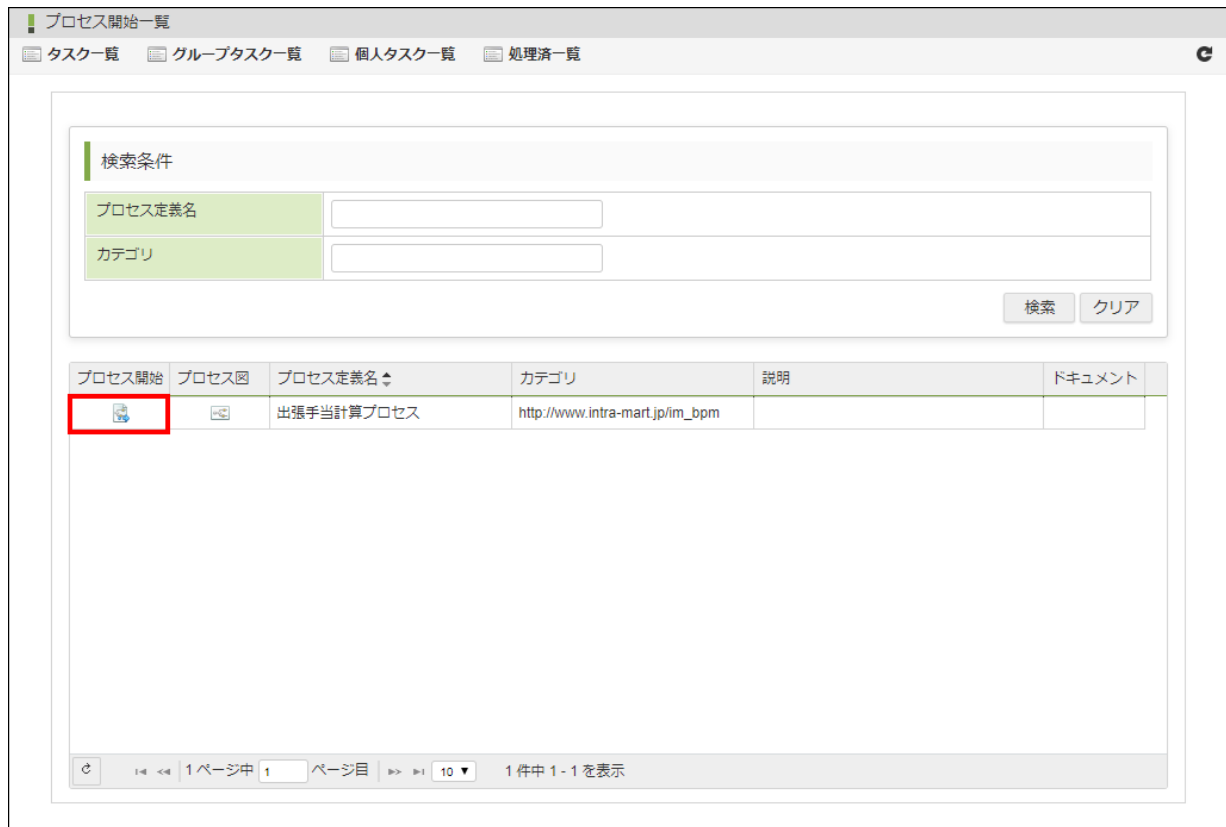 プロセス開始一覧
タスク一覧 グループタスク一覧 個人タスク一覧 処理済一覧
検索条件
プロセス定義名
カテゴリ
検索 クリア
プロセス開始 プロセス図 プロセス定義名 カテゴリ 説明 ドキュメント
出張手当計算プロセス http://www.intra-mart.jp/im_bpm
1 ページ中 1 ページ目 10 1 件中 1 - 1 を表示